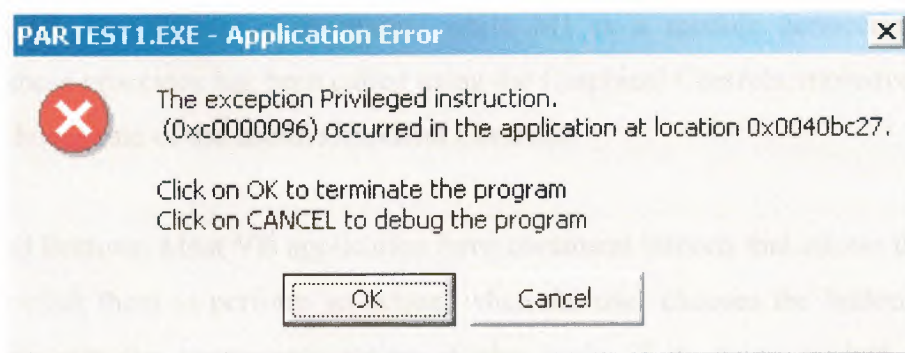 PARTEST1.EXE - Application Error
The exception Privileged instruction.
(0xc0000096) occurred in the application at location 0x0040bc27.
Click on OK to terminate the program
Click on CANCEL to debug the program
OK Cancel